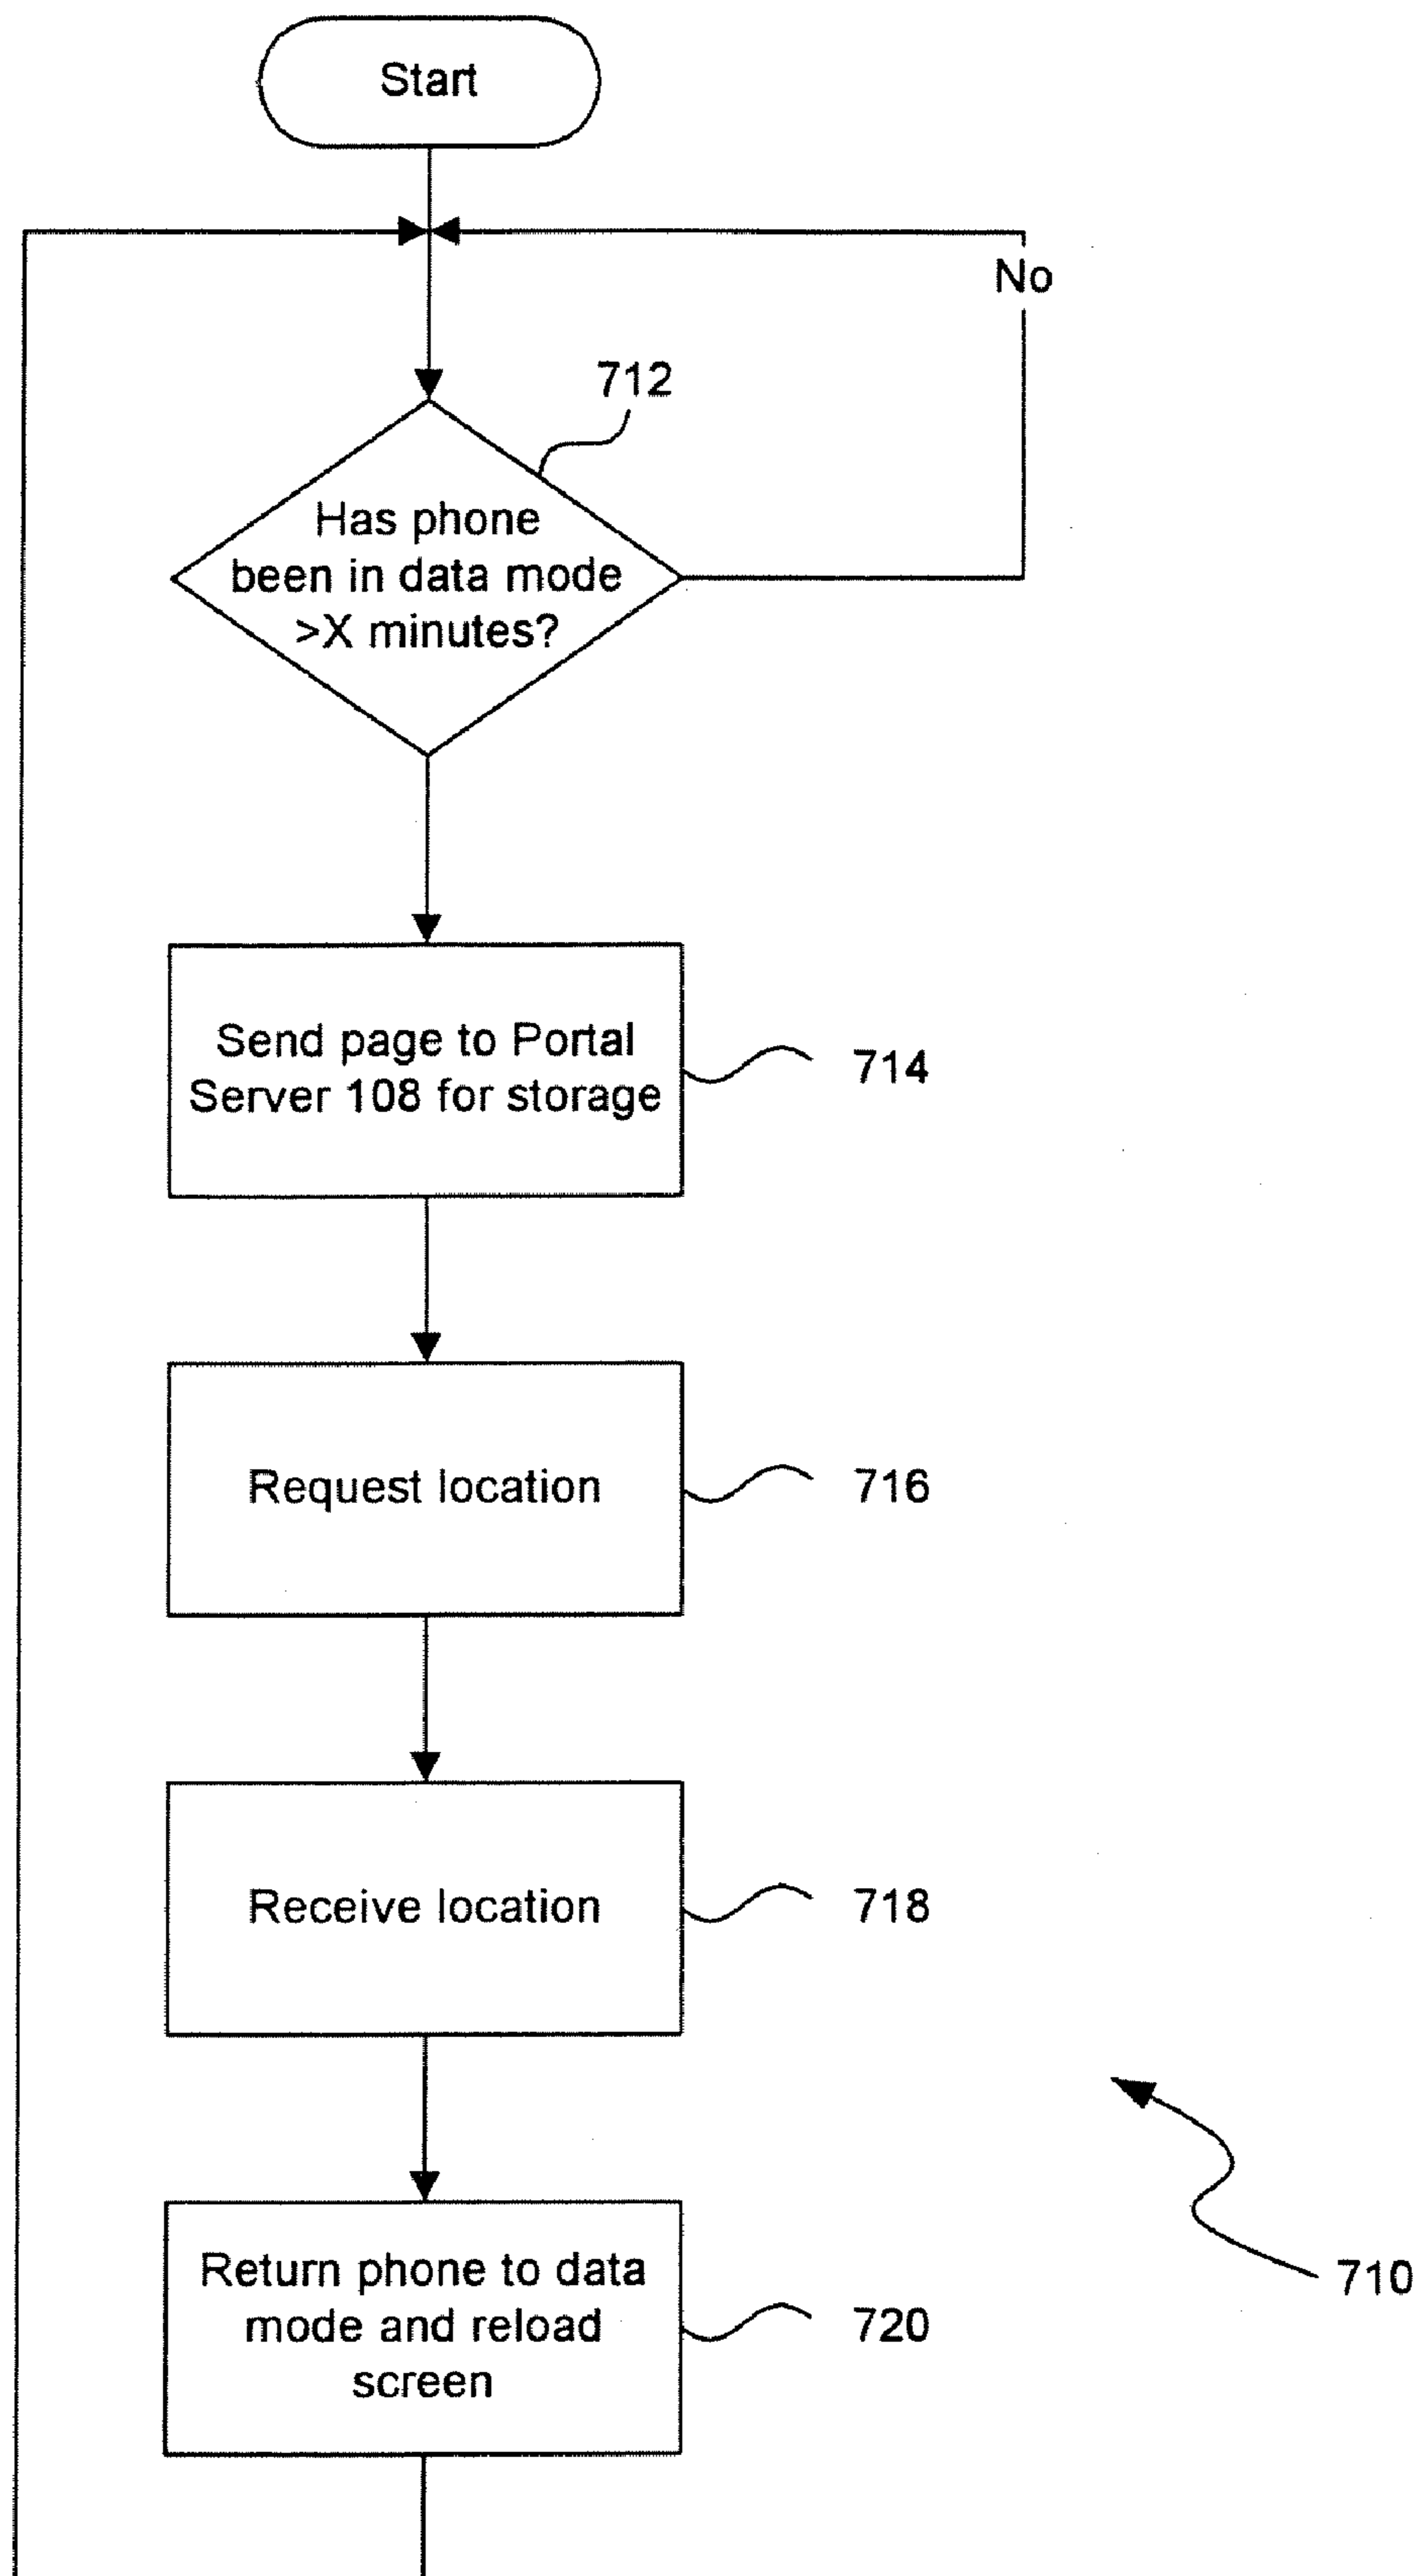 Start
No
712
Has phone
been in data mode
>X minutes?
Send page to Portal
Server 108 for storage
714
Request location
716
Receive location
718
Return phone to data
mode and reload
screen
720
710